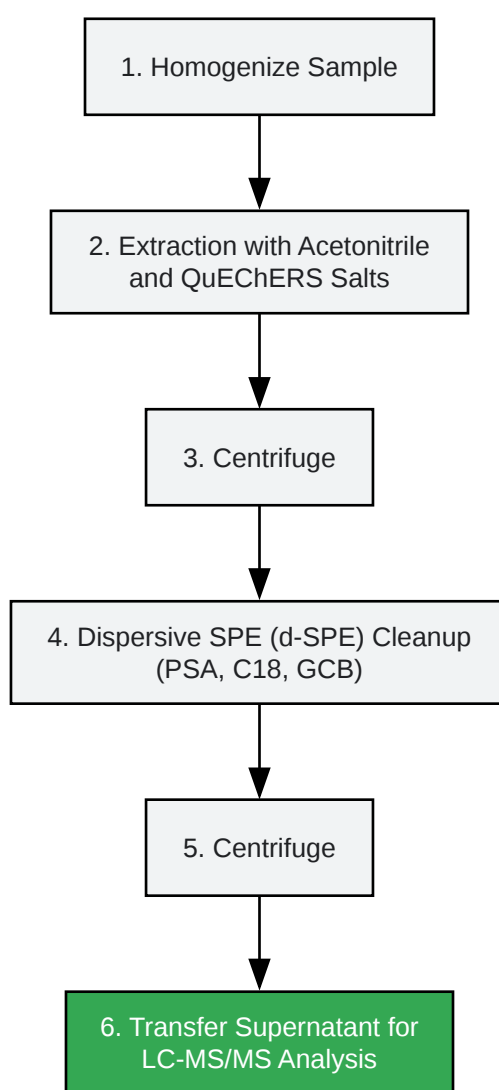 1. Homogenize Sample
2. Extraction with Acetonitrile
and QuEChERS Salts
3. Centrifuge
4. Dispersive SPE (d-SPE) Cleanup
(PSA, C18, GCB)
5. Centrifuge
6. Transfer Supernatant for
LC-MS/MS Analysis